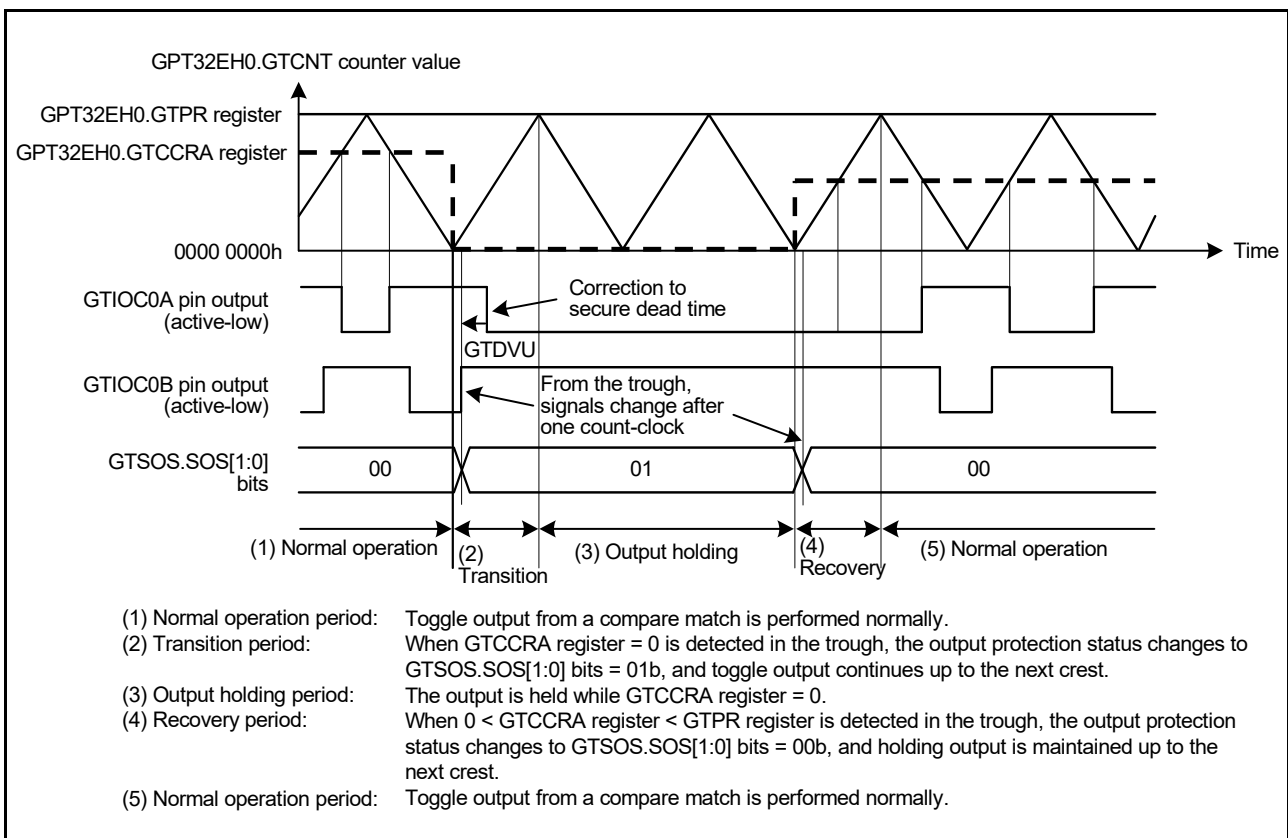 GPT32EH0.GTCNT counter value
GPT32EH0.GTPR register
GPT32EH0.GTCCRA register
0000 0000h
Time
GTIOC0A pin output
(active-low)
Correction to
secure dead time
GTDVU
GTIOC0B pin output
(active-low)
From the trough,
signals change after
one count-clock
GTSOS.SOS[1:0]
bits
00
01
00
(1) Normal operation
(2)
Transition
(3) Output holding
(4)
Recovery
(5) Normal operation
(1) Normal operation period: Toggle output from a compare match is performed normally.
(2) Transition period: When GTCCRA register = 0 is detected in the trough, the output protection status changes to
GTSOS.SOS[1:0] bits = 01b, and toggle output continues up to the next crest.
(3) Output holding period: The output is held while GTCCRA register = 0.
(4) Recovery period: When 0 < GTCCRA register < GTPR register is detected in the trough, the output protection
status changes to GTSOS.SOS[1:0] bits = 00b, and holding output is maintained up to the
next crest.
(5) Normal operation period: Toggle output from a compare match is performed normally.